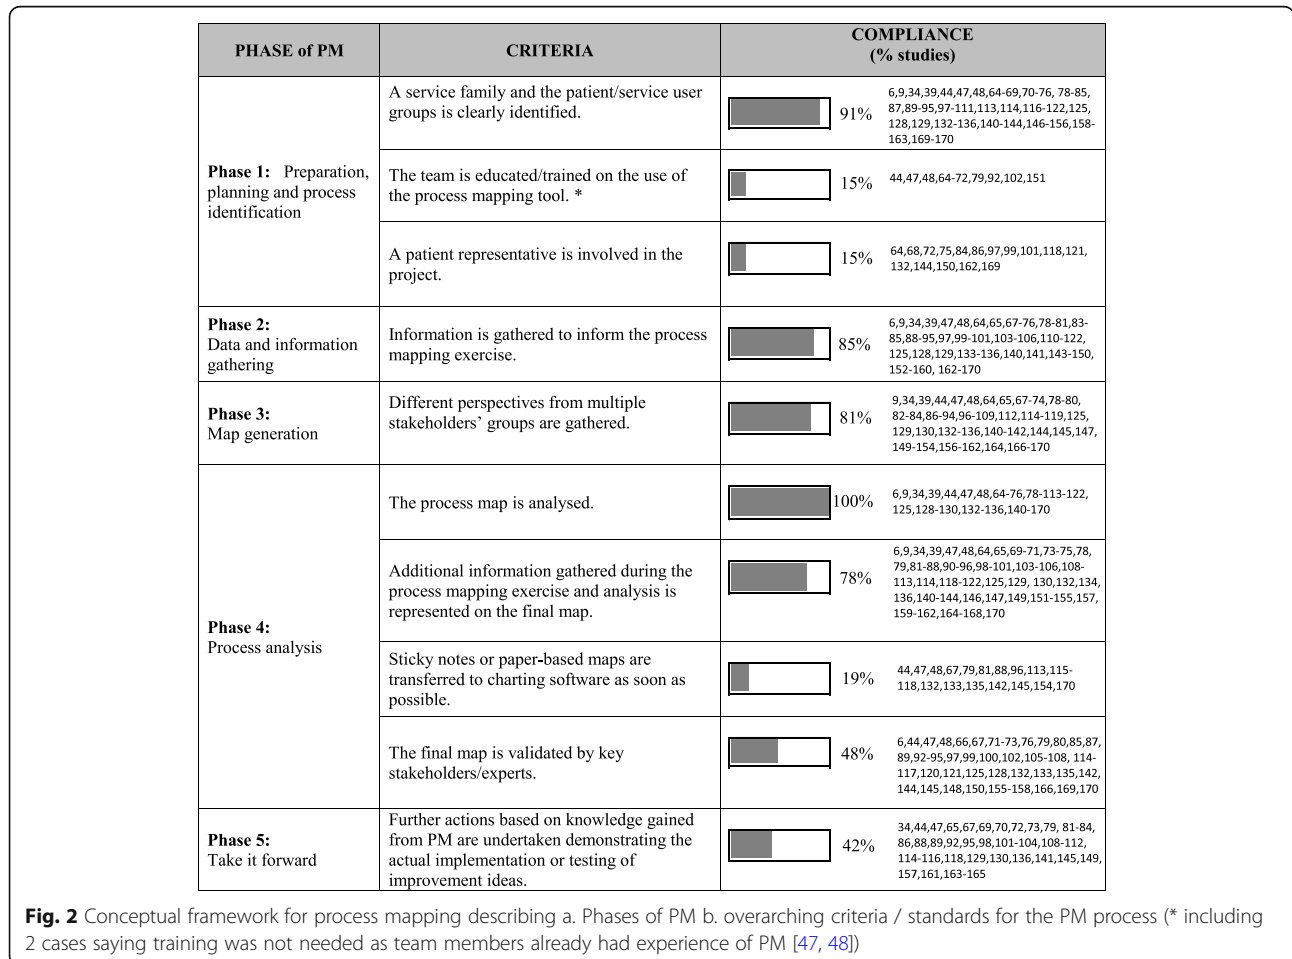 PHASE of PM
CRITERIA
COMPLIANCE
(% studies)
Phase 1: Preparation,
planning and process
identification
A service family and the patient/service user
groups is clearly identified.
91%
6,9,34,39,44,47,48,64-69,70-76, 78-85,
87,89-95,97-111,113,114,116-122,125,
128,129,132-136,140-144,146-156,158-
163,169-170
The team is educated/trained on the use of
the process mapping tool. *
15%
44,47,48,64-72,79,92,102,151
A patient representative is involved in the
project.
15%
64,68,72,75,84,86,97,99,101,118,121,
132,144,150,162,169
Phase 2:
Data and information
gathering
Information is gathered to inform the process
mapping exercise.
85%
6,9,34,39,47,48,64,65,67-76,78-81,83-
85,88-95,97,99-101,103-106,110-122,
125,128,129,133-136,140,141,143-150,
152-160, 162-170
Phase 3:
Map generation
Different perspectives from multiple
stakeholders’ groups are gathered.
81%
9,34,39,44,47,48,64,65,67-74,78-80,
82-84,86-94,96-109,112,114-119,125,
129,130,132-136,140-142,144,145,147,
149-154,156-162,164,166-170
Phase 4:
Process analysis
The process map is analysed.
100%
6,9,34,39,44,47,48,64-76,78-113-122,
125,128-130,132-136,140-170
Additional information gathered during the
process mapping exercise and analysis is
represented on the final map.
78%
6,9,34,39,47,48,64,65,69-71,73-75,78,
79,81-88,90-96,98-101,103-106,108-
113,114,118-122,125,129, 130,132,134,
136,140-144,146,147,149,151-155,157,
159-162,164-168,170
Sticky notes or paper-based maps are
transferred to charting software as soon as
possible.
19%
44,47,48,67,79,81,88,96,113,115-
118,132,133,135,142,145,154,170
The final map is validated by key
stakeholders/experts.
48%
6,44,47,48,66,67,71-73,76,79,80,85,87,
89,92-95,97,99,100,102,105-108, 114-
117,120,121,125,128,132,133,135,142,
144,145,148,150,155-158,166,169,170
Phase 5:
Take it forward
Further actions based on knowledge gained
from PM are undertaken demonstrating the
actual implementation or testing of
improvement ideas.
42%
34,44,47,65,67,69,70,72,73,79, 81-84,
86,88,89,92,95,98,101-104,108-112,
114-116,118,129,130,136,141,145,149,
157,161,163-165
Fig. 2 Conceptual framework for process mapping describing a. Phases of PM b. overarching criteria / standards for the PM process (* including
2 cases saying training was not needed as team members already had experience of PM [47, 48])